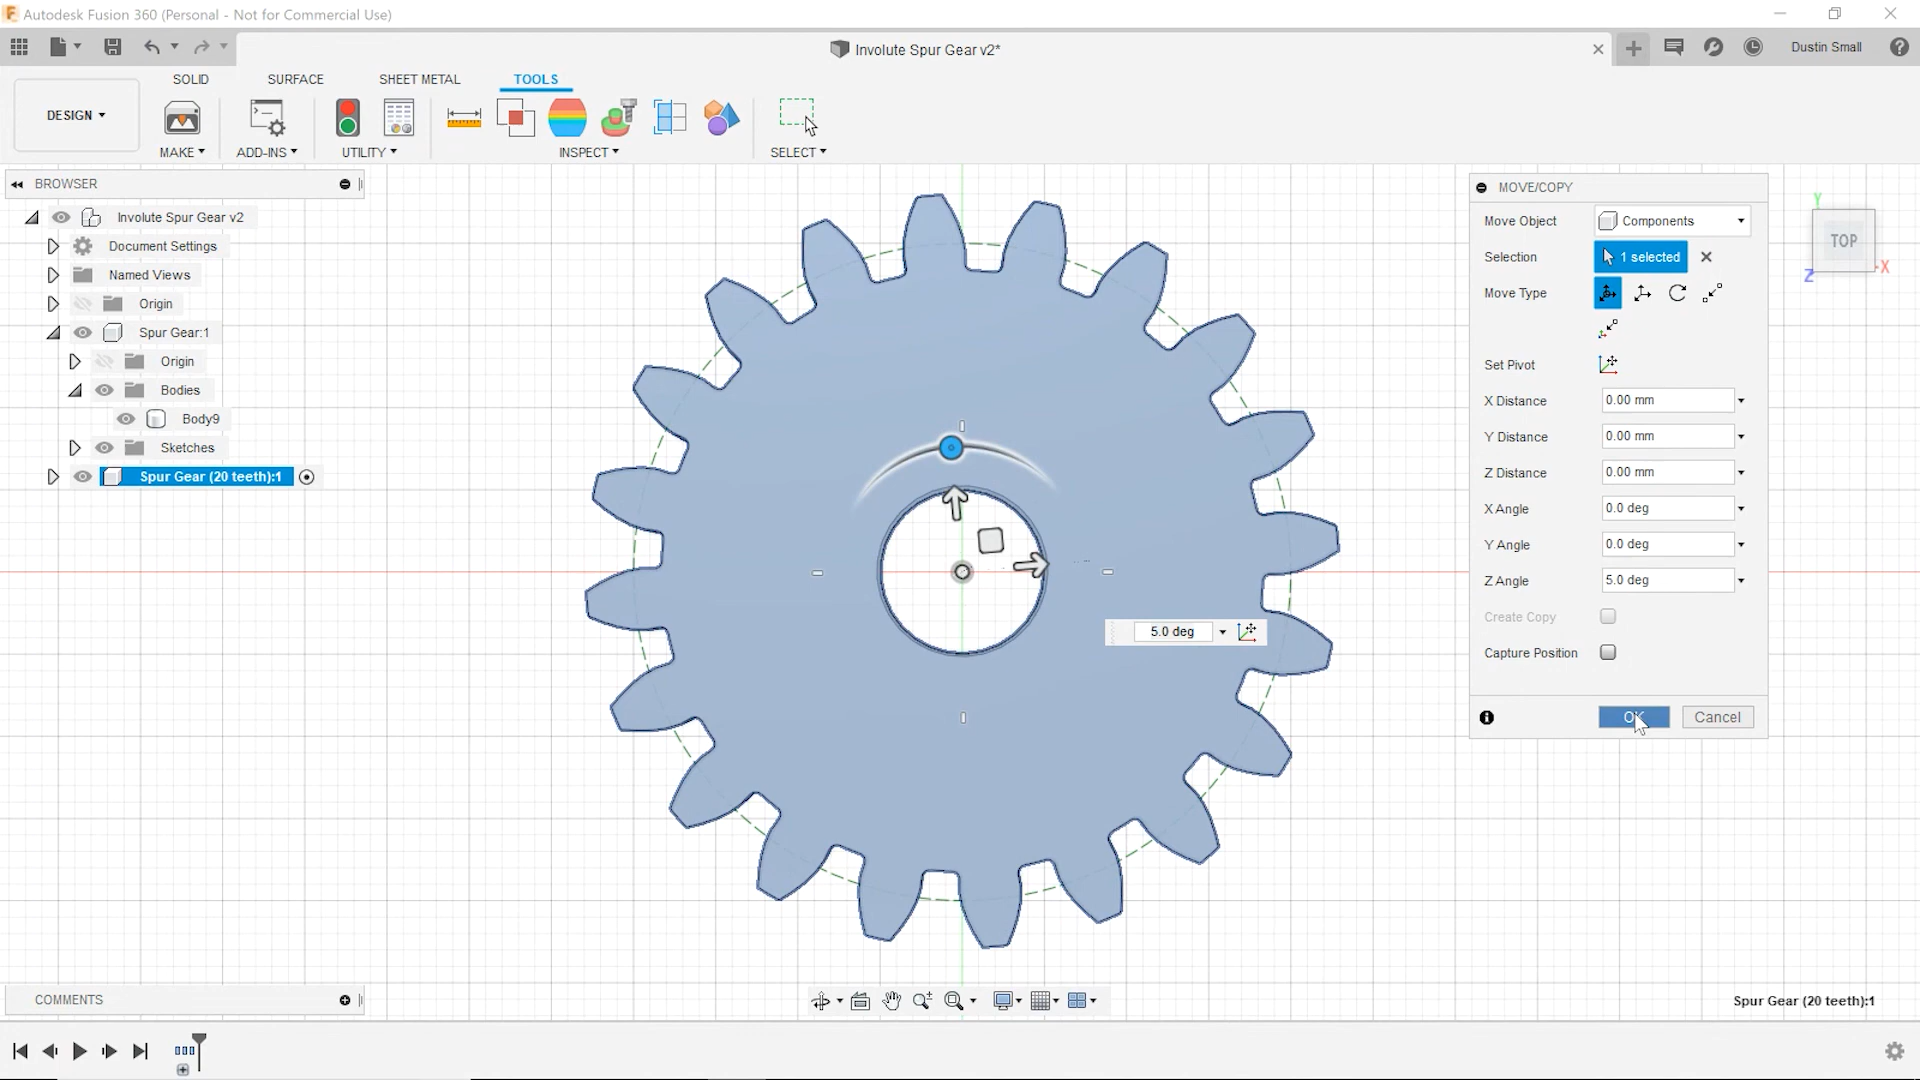 F Autodesk Fusion 360 (Personal - Not for Commercial Use)
Involute Spur Gear v2*
Dustin Small
SOLID SURFACE SHEET METAL TOOLS
DESIGN
MAKE ADD-INS UTILITY INSPECT SELECT
BROWSER
Involute Spur Gear v2
Document Settings
Named Views
Origin
Spur Gear:1
Origin
Bodies
Body9
Sketches
Spur Gear (20 teeth):1
5.0 deg
MOVE/COPY
Move Object Components
Selection 1 selected
Move Type
Set Pivot
X Distance 0.00 mm
Y Distance 0.00 mm
Z Distance 0.00 mm
X Angle 0.0 deg
Y Angle 0.0 deg
Z Angle 5.0 deg
Create Copy
Capture Position
OK Cancel
Y
TOP
X
Z
COMMENTS
Spur Gear (20 teeth):1